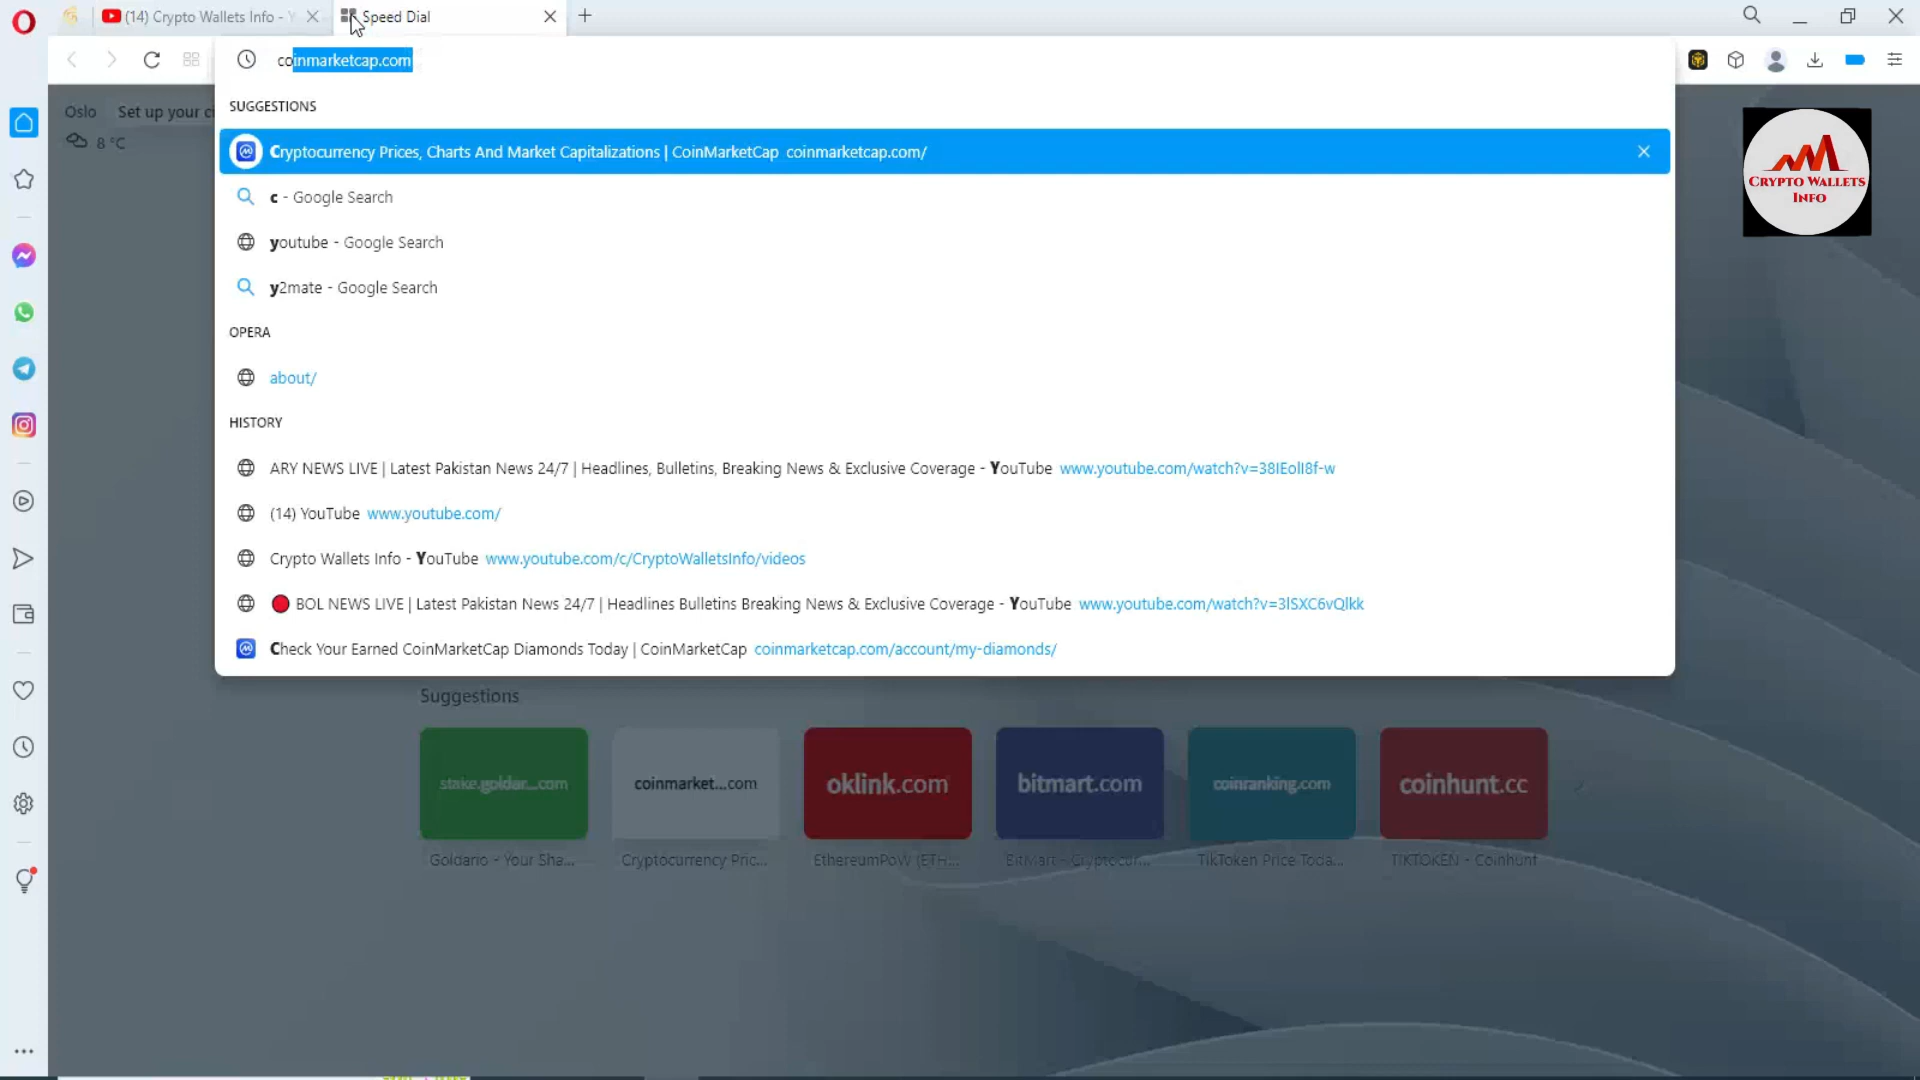 (14) Crypto Wallets Info - Y
Speed Dial
coinmarketcap.com
Oslo Set up your c
8 °C
SUGGESTIONS
Cryptocurrency Prices, Charts And Market Capitalizations | CoinMarketCap coinmarketcap.com/
c - Google Search
youtube - Google Search
y2mate - Google Search
OPERA
about/
HISTORY
ARY NEWS LIVE | Latest Pakistan News 24/7 | Headlines, Bulletins, Breaking News & Exclusive Coverage - YouTube www.youtube.com/watch?v=38IEolI8f-w
(14) YouTube www.youtube.com/
Crypto Wallets Info - YouTube www.youtube.com/c/CryptoWalletsInfo/videos
BOL NEWS LIVE | Latest Pakistan News 24/7 | Headlines Bulletins Breaking News & Exclusive Coverage - YouTube www.youtube.com/watch?v=3lSXC6vQlkk
Check Your Earned CoinMarketCap Diamonds Today | CoinMarketCap coinmarketcap.com/account/my-diamonds/
CRYPTO WALLETS
INFO
Suggestions
stake.goldar...com
coinmarket...com
oklink.com
bitmart.com
coinranking.com
coinhunt.cc
Goldario - Your Sha...
Cryptocurrency Pric...
EthereumPoW (ETH...
BitMart - Cryptocur...
TikToken Price Toda...
TIKTOKEN - Coinhunt